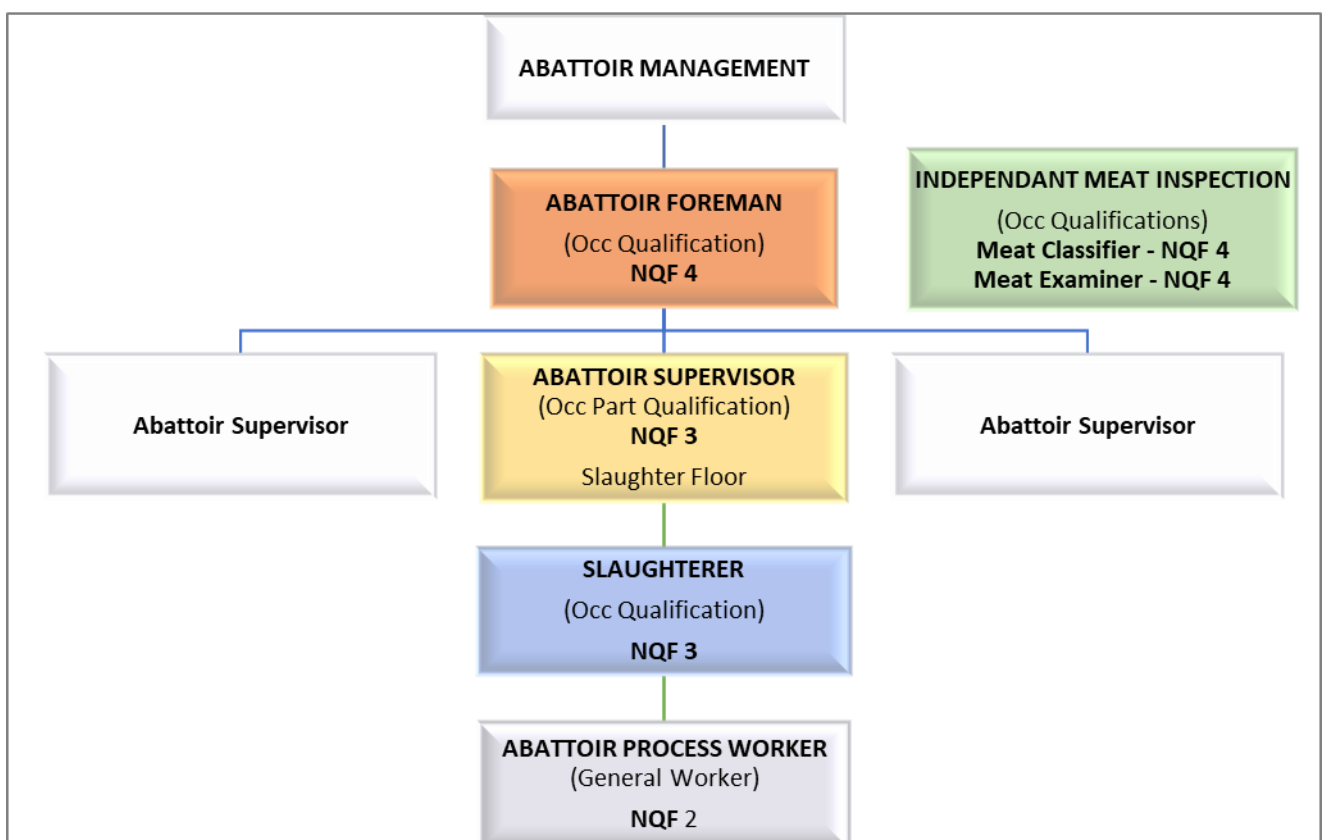 ABATTOIR MANAGEMENT
ABATTOIR FOREMAN
(Occ Qualification)
NQF 4
INDEPENDANT MEAT INSPECTION
(Occ Qualifications)
Meat Classifier - NQF 4
Meat Examiner - NQF 4
Abattoir Supervisor
ABATTOIR SUPERVISOR
(Occ Part Qualification)
NQF 3
Slaughter Floor
Abattoir Supervisor
SLAUGHTERER
(Occ Qualification)
NQF 3
ABATTOIR PROCESS WORKER
(General Worker)
NQF 2